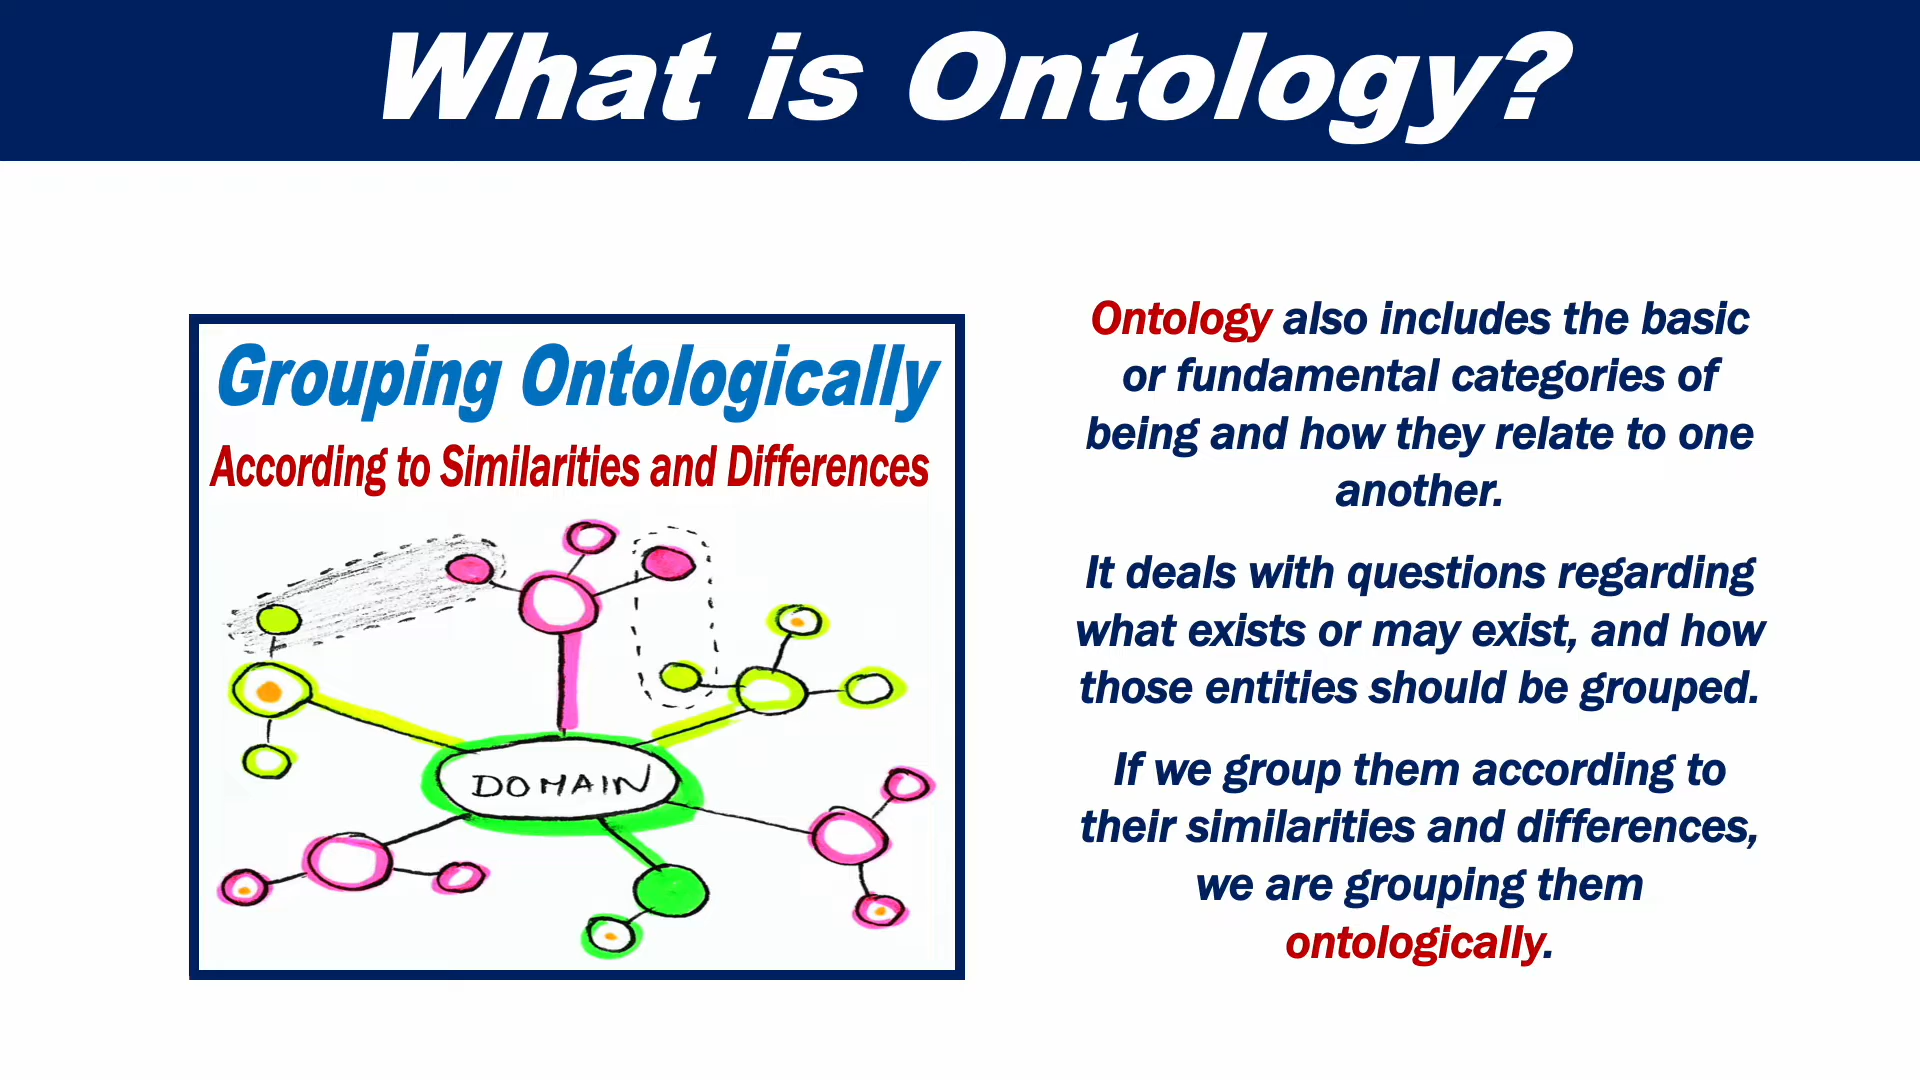 What is Ontology?
Grouping Ontologically
According to Similarities and Differences
DOMAIN
Ontology also includes the basic
or fundamental categories of
being and how they relate to one
another.
It deals with questions regarding
what exists or may exist, and how
those entities should be grouped.
If we group them according to
their similarities and differences,
we are grouping them
ontologically.